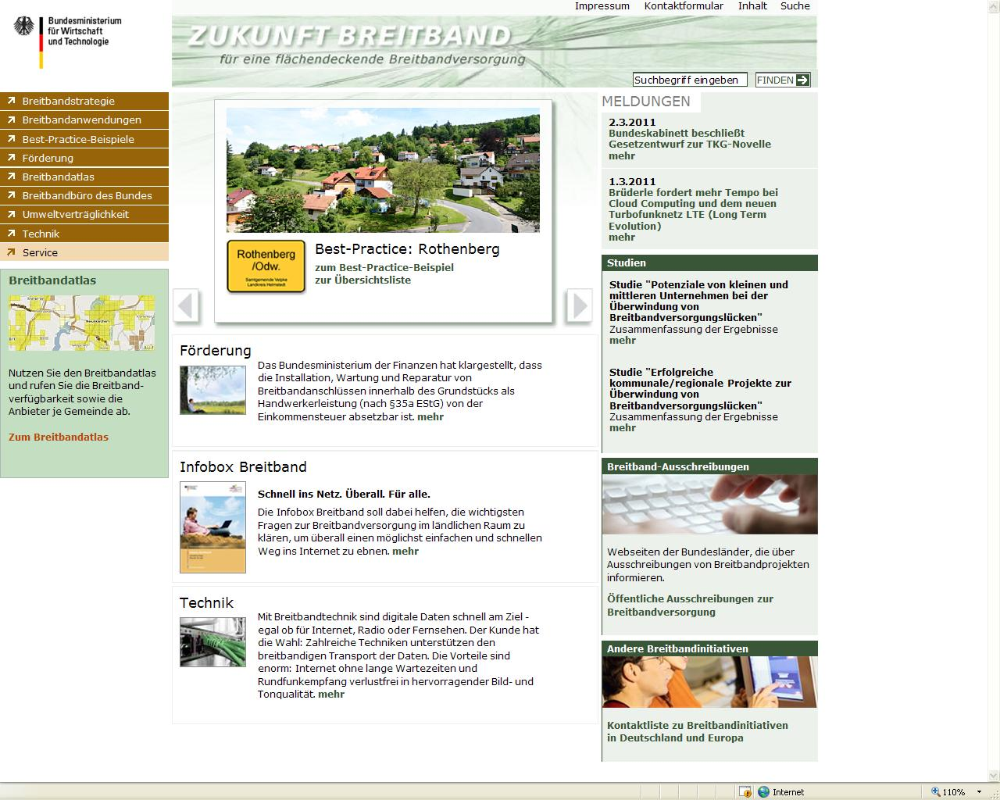 Impressum Kontaktformular Inhalt Suche
Bundesministerium
für Wirtschaft
und Technologie
ZUKUNFT BREITBAND
für eine flächendeckende Breitbandversorgung
Suchbegriff eingeben FINDEN
Breitbandstrategie
Breitbandanwendungen
Best-Practice-Beispiele
Förderung
Breitbandatlas
Breitbandbüro des Bundes
Umweltverträglichkeit
Technik
Service
Breitbandatlas
Nutzen Sie den Breitbandatlas
und rufen Sie die Breitband-
verfügbarkeit sowie die
Anbieter je Gemeinde ab.
Zum Breitbandatlas
Rothenberg
/Odw.
Samtgemeinde Velpke
Landkreis Helmstedt
Best-Practice: Rothenberg
zum Best-Practice-Beispiel
zur Übersichtsliste
Förderung
Das Bundesministerium der Finanzen hat klargestellt, dass
die Installation, Wartung und Reparatur von
Breitbandanschlüssen innerhalb des Grundstücks als
Handwerkerleistung (nach §35a EStG) von der
Einkommensteuer absetzbar ist. mehr
Infobox Breitband
Schnell ins Netz. Überall. Für alle.
Die Infobox Breitband soll dabei helfen, die wichtigsten
Fragen zur Breitbandversorgung im ländlichen Raum zu
klären, um überall einen möglichst einfachen und schnellen
Weg ins Internet zu ebnen. mehr
Technik
Mit Breitbandtechnik sind digitale Daten schnell am Ziel -
egal ob für Internet, Radio oder Fernsehen. Der Kunde hat
die Wahl: Zahlreiche Techniken unterstützen den
breitbandigen Transport der Daten. Die Vorteile sind
enorm: Internet ohne lange Wartezeiten und
Rundfunkempfang verlustfrei in hervorragender Bild- und
Tonqualität. mehr
MELDUNGEN
2.3.2011
Bundeskabinett beschließt
Gesetzentwurf zur TKG-Novelle
mehr
1.3.2011
Brüderle fordert mehr Tempo bei
Cloud Computing und dem neuen
Turbofunknetz LTE (Long Term
Evolution)
mehr
Studien
Studie "Potenziale von kleinen und
mittleren Unternehmen bei der
Überwindung von
Breitbandversorgungslücken"
Zusammenfassung der Ergebnisse
mehr
Studie "Erfolgreiche
kommunale/regionale Projekte zur
Überwindung von
Breitbandversorgungslücken"
Zusammenfassung der Ergebnisse
mehr
Breitband-Ausschreibungen
Webseiten der Bundesländer, die über
Ausschreibungen von Breitbandprojekten
informieren.
Öffentliche Ausschreibungen zur
Breitbandversorgung
Andere Breitbandinitiativen
Kontaktliste zu Breitbandinitiativen
in Deutschland und Europa
Internet 110%